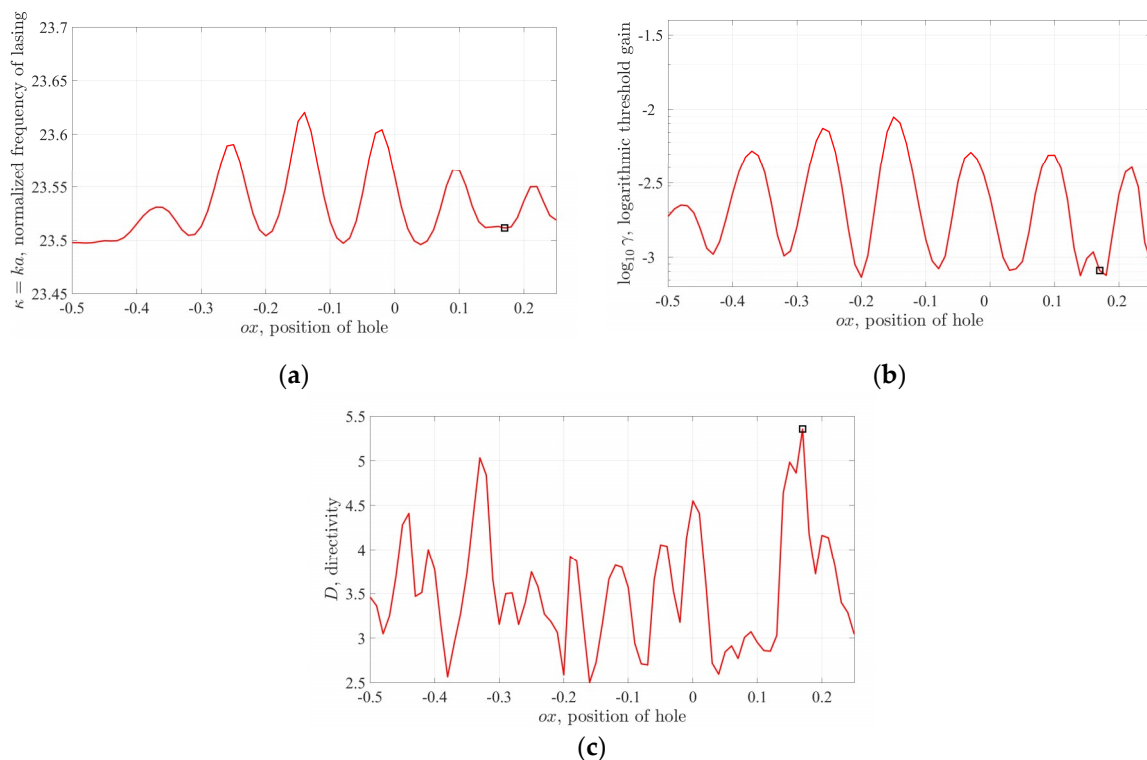 23.7
23.65
23.6
23.55
23.5
23.45
κ = ka, normalized frequency of lasing
-0.5 -0.4 -0.3 -0.2 -0.1 0 0.1 0.2
ox, position of hole
(a)
-1.5
-2
-2.5
-3
log₁₀ γ, logarithmic threshold gain
-0.5 -0.4 -0.3 -0.2 -0.1 0 0.1 0.2
ox, position of hole
(b)
5.5
5
4.5
4
3.5
3
2.5
D, directivity
-0.5 -0.4 -0.3 -0.2 -0.1 0 0.1 0.2
ox, position of hole
(c)